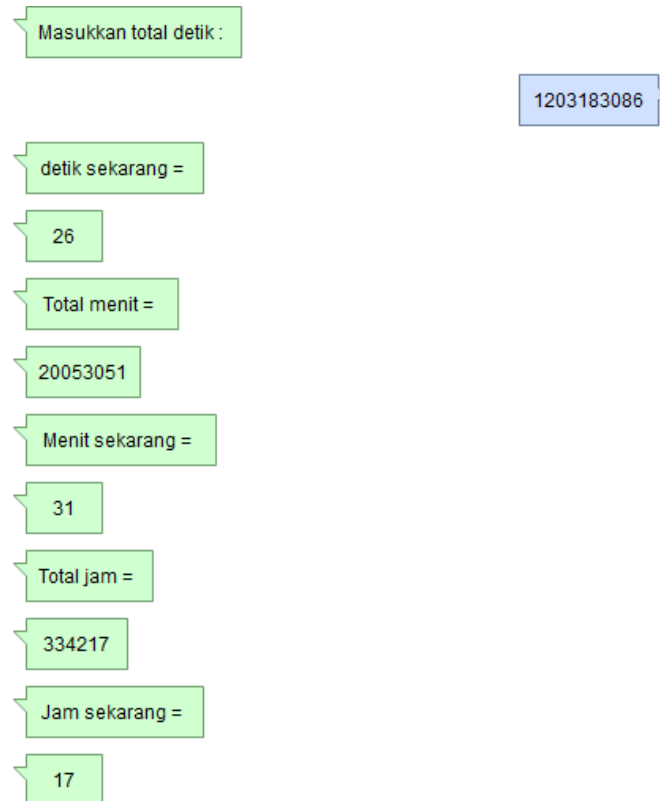 Masukkan total detik :
1203183086
detik sekarang =
26
Total menit =
20053051
Menit sekarang =
31
Total jam =
334217
Jam sekarang =
17